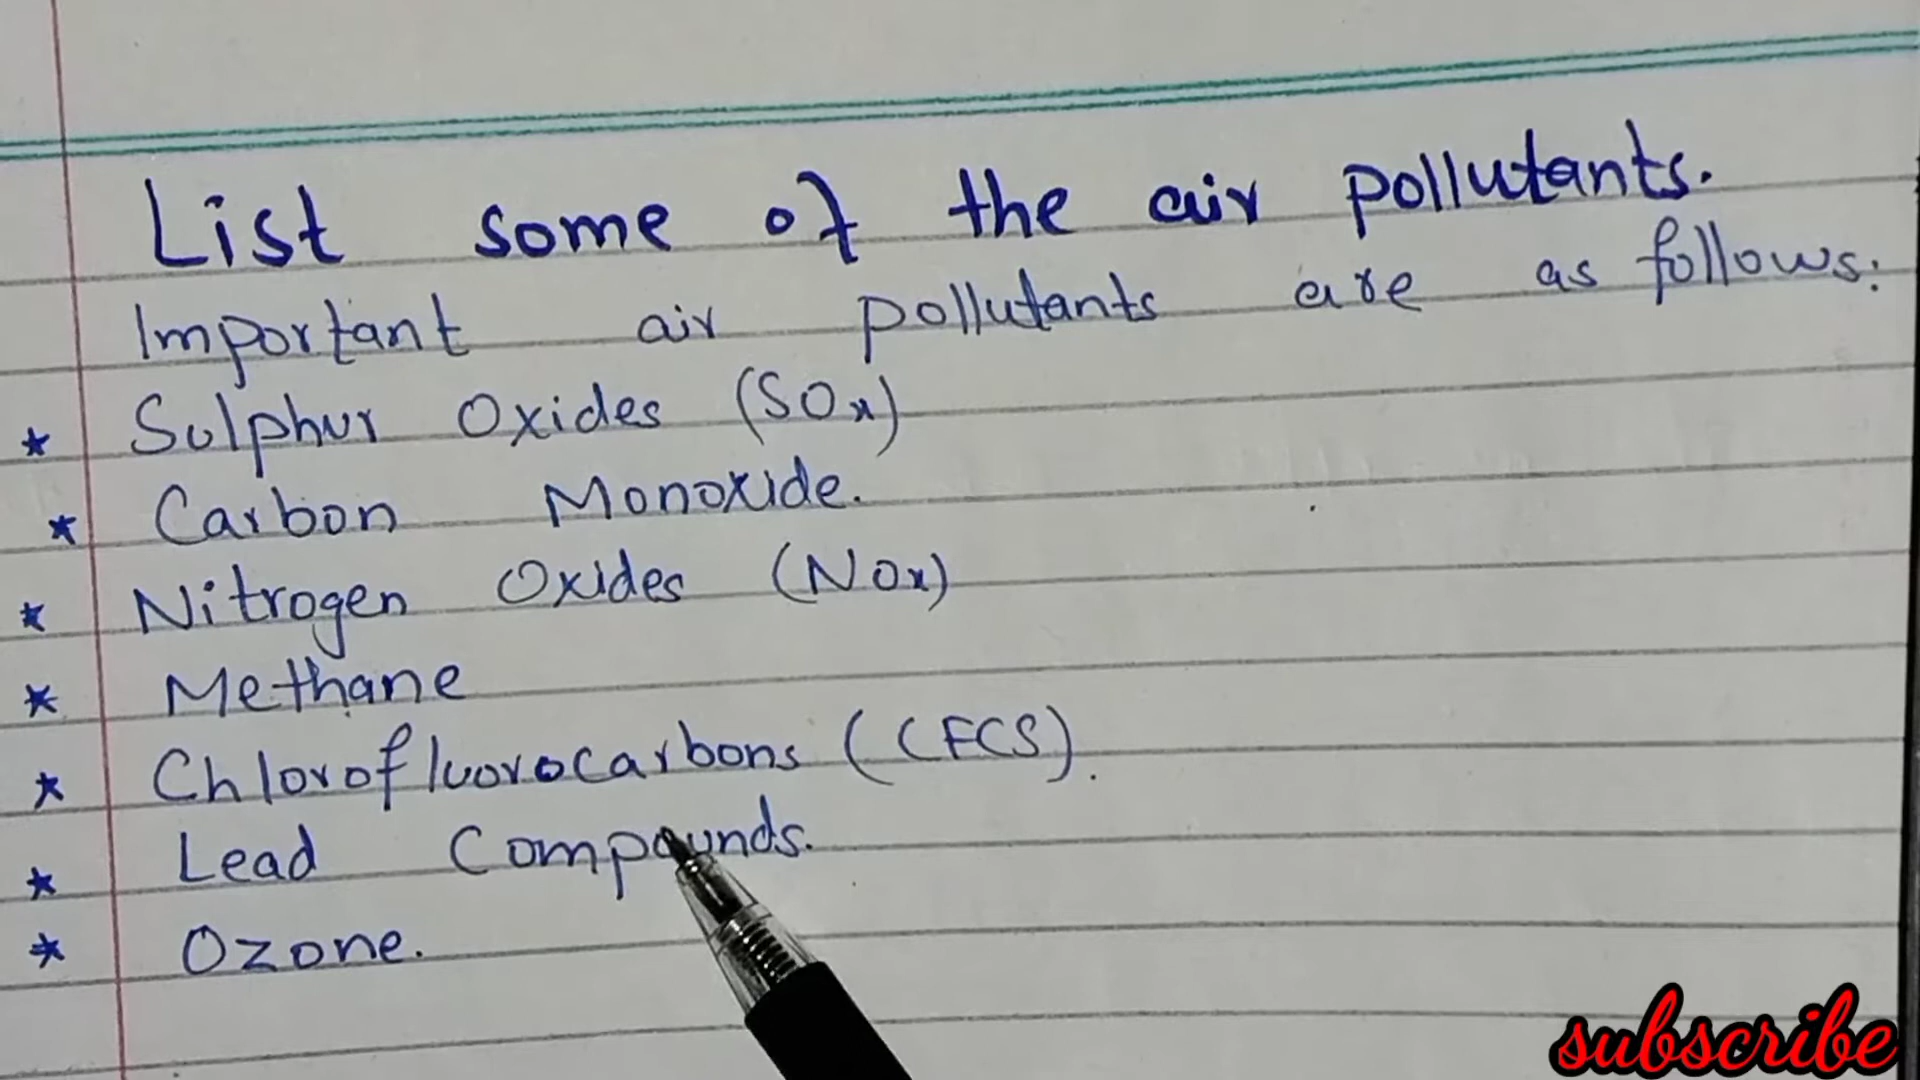 List some of the air pollutants.
Important air pollutants are as follows:
* Sulphur Oxides (SOx)
* Carbon Monoxide.
* Nitrogen Oxides (NOx)
* Methane
* Chlorofluorocarbons (CFCS).
* Lead Compounds.
* Ozone.
subscribe